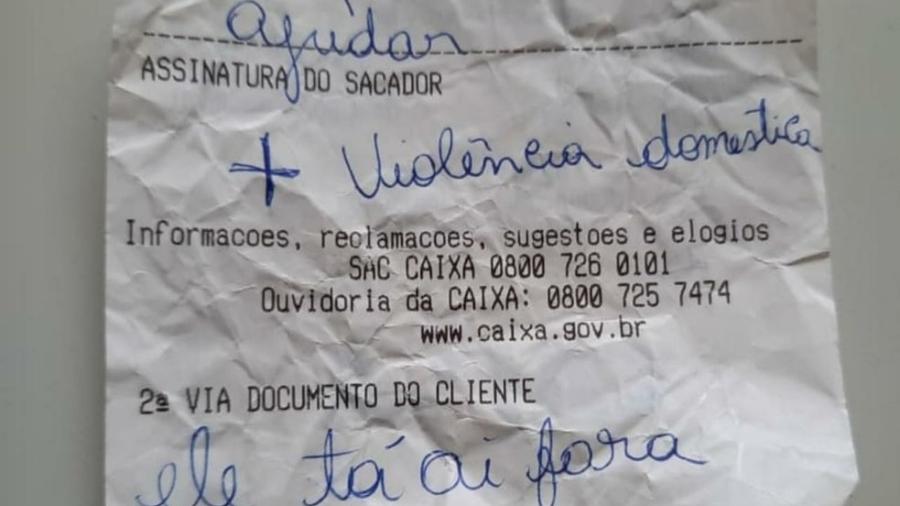 ajudar
ASSINATURA DO SACADOR
+ Violência domestica
Informacoes, reclamacoes, sugestoes e elogios
SAC CAIXA 0800 726 0101
Ouvidoria da CAIXA: 0800 725 7474
www.caixa.gov.br
2ª VIA DOCUMENTO DO CLIENTE
ele tá ai fora